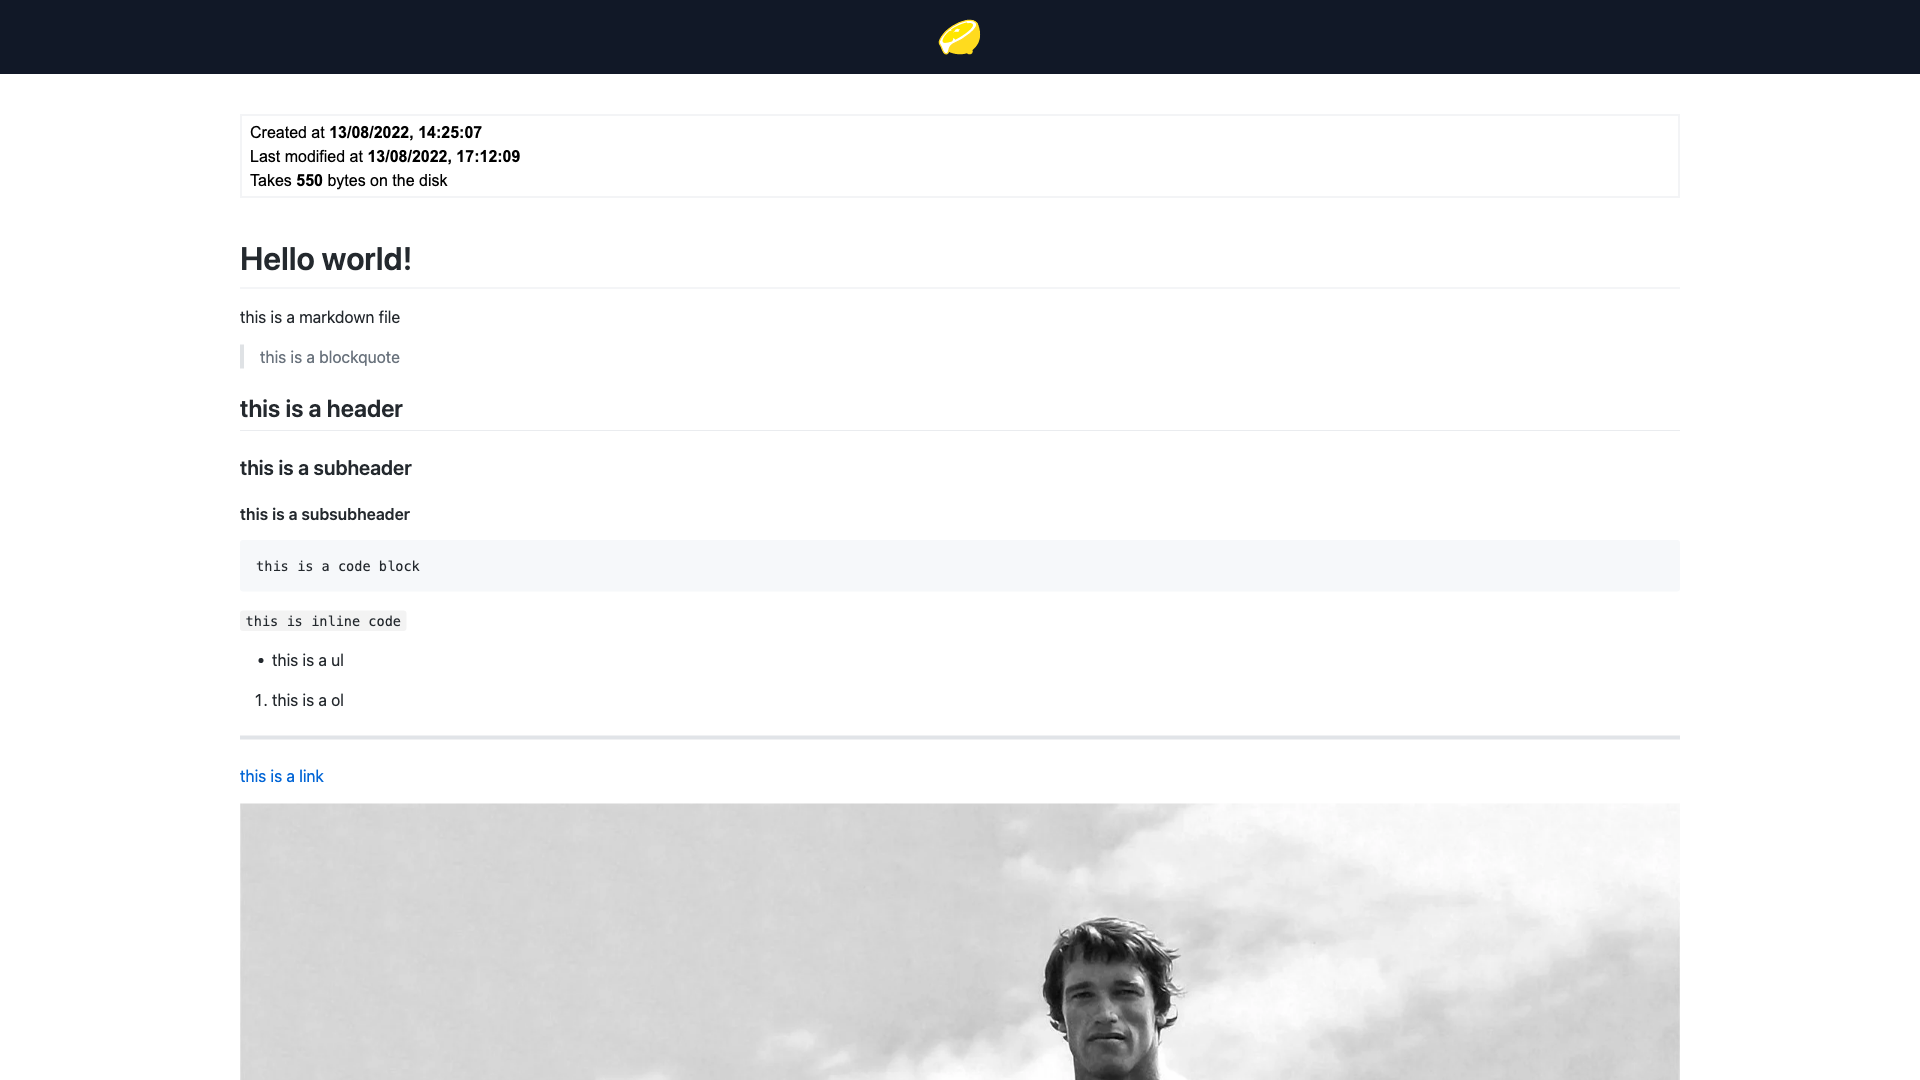 Created at 13/08/2022, 14:25:07
Last modified at 13/08/2022, 17:12:09
Takes 550 bytes on the disk
Hello world!
this is a markdown file
this is a blockquote
this is a header
this is a subheader
this is a subsubheader
this is a code block
this is inline code
• this is a ul
1. this is a ol
this is a link